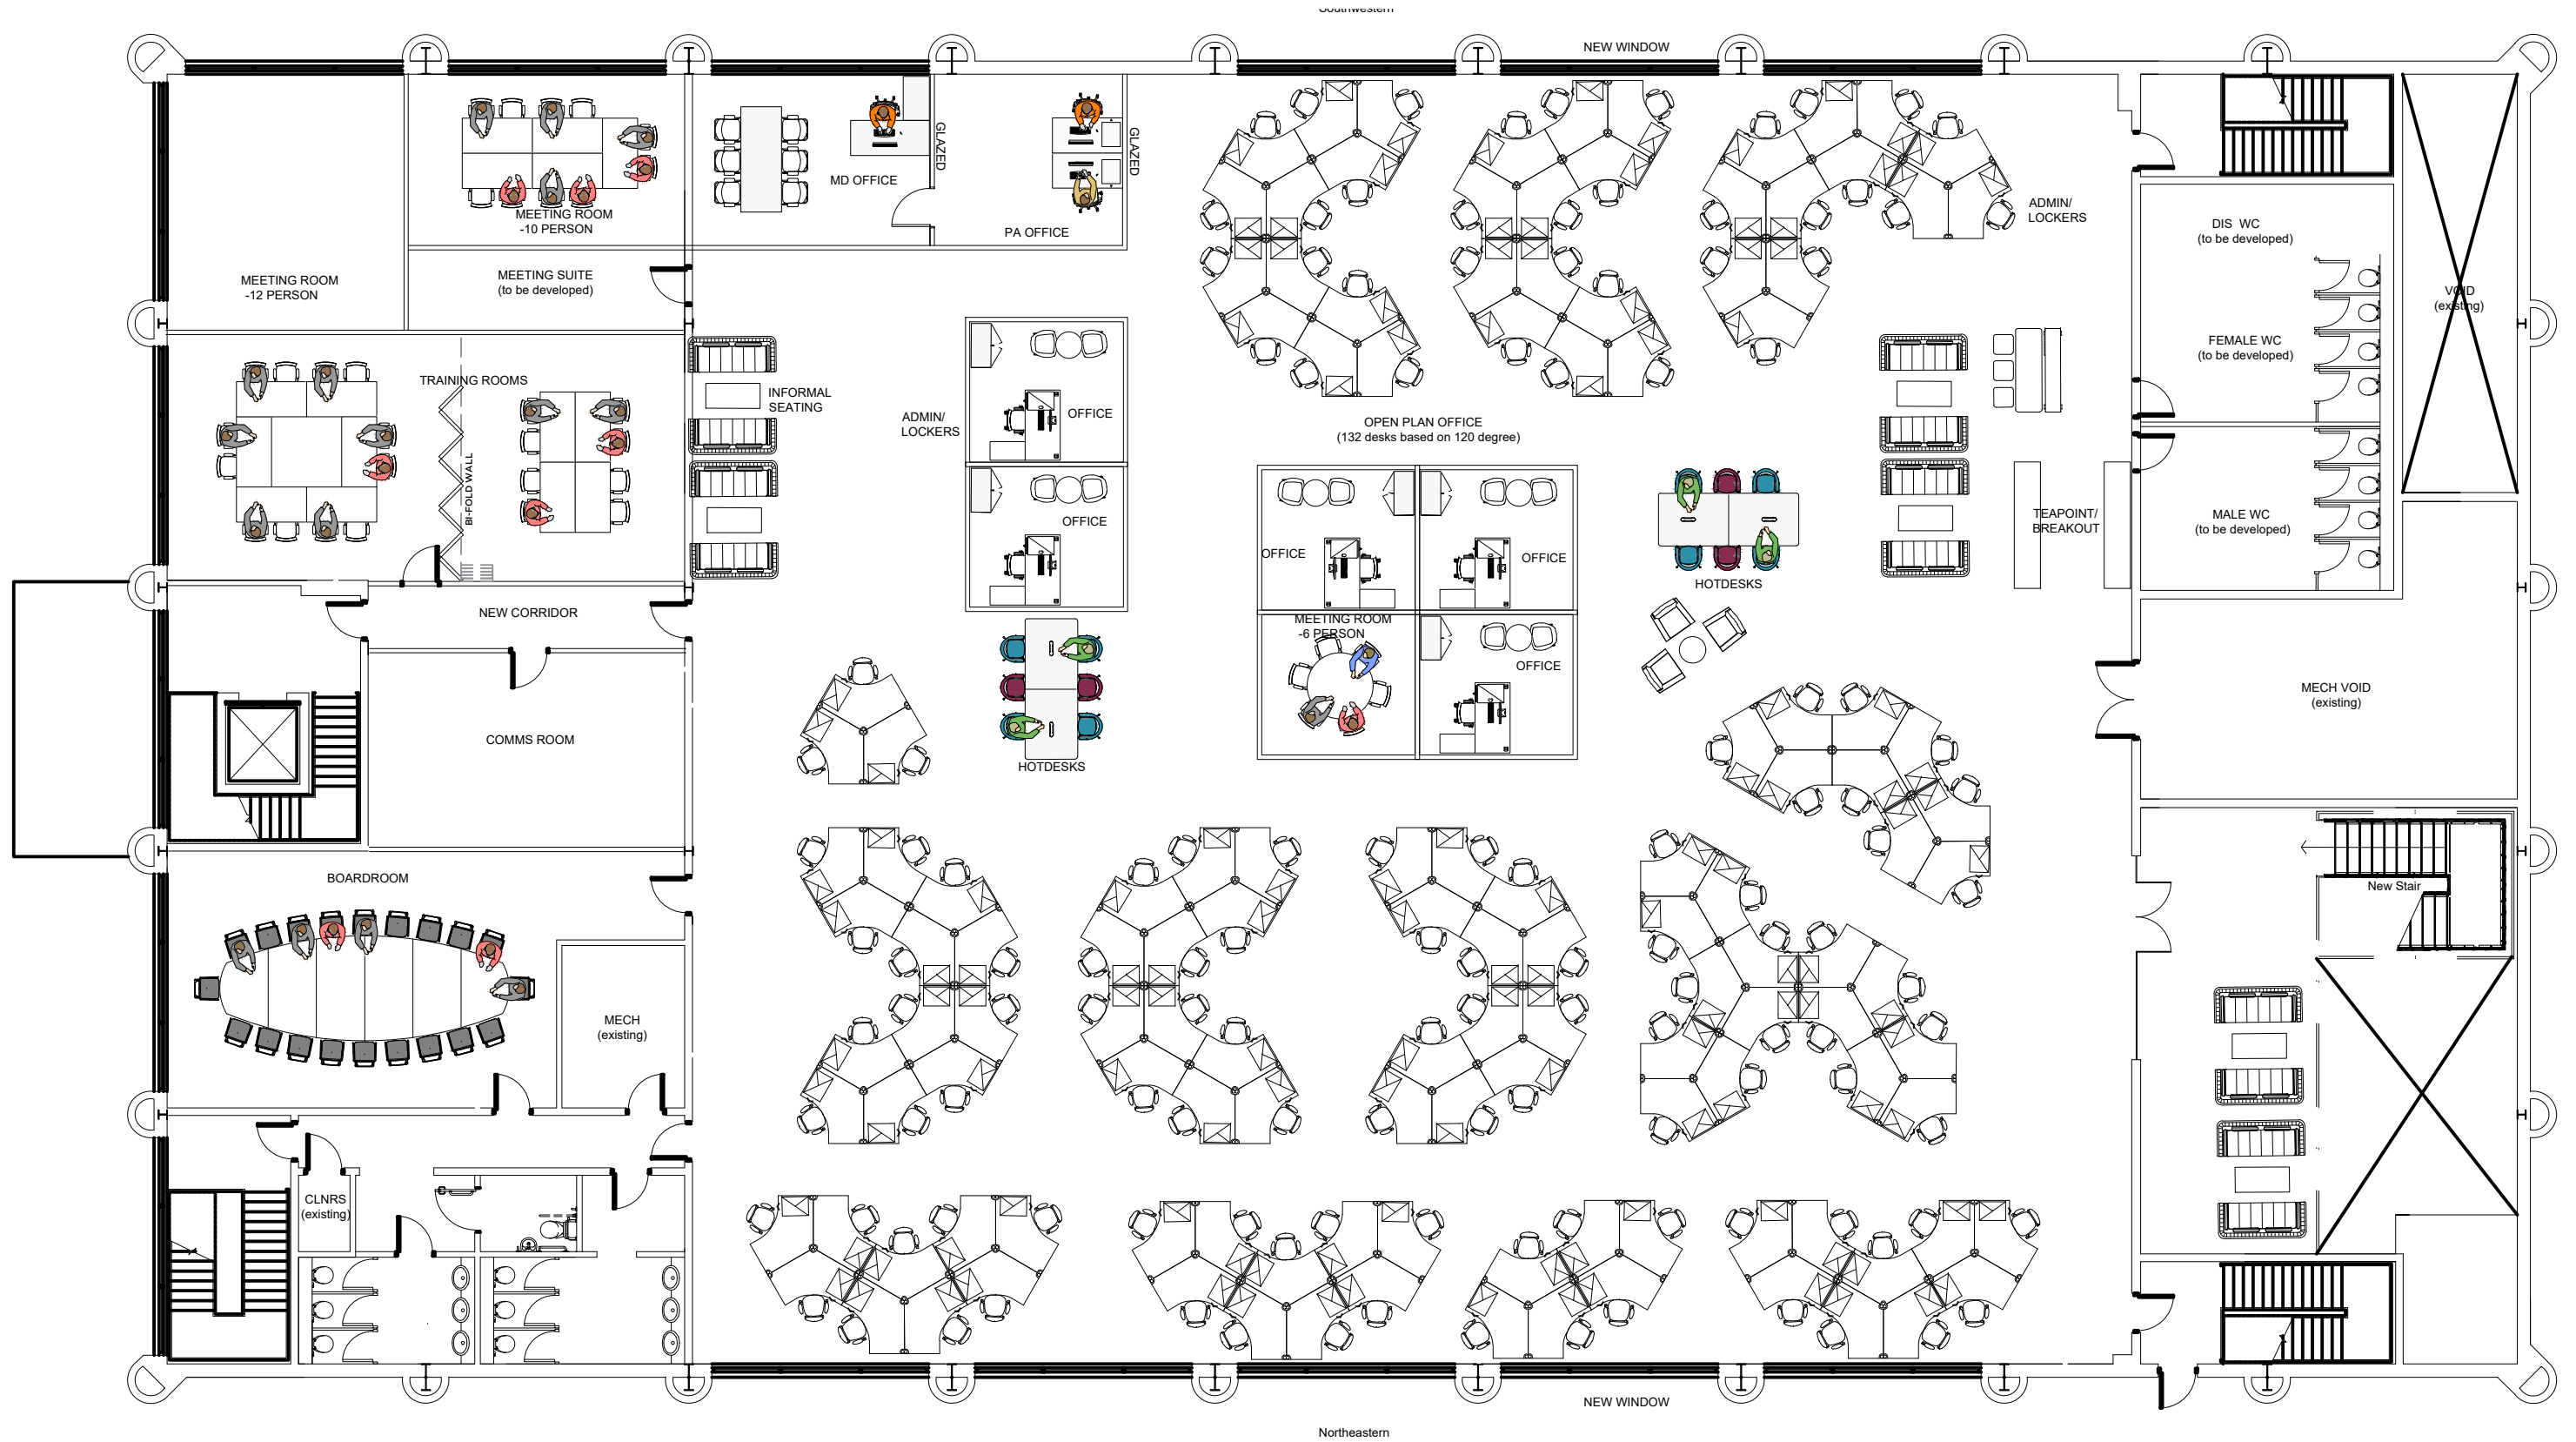 Southwestern
NEW WINDOW
GLAZED
GLAZED
MD OFFICE
MEETING ROOM
-10 PERSON
PA OFFICE
ADMIN/
LOCKERS
DIS WC
(to be developed)
MEETING ROOM
-12 PERSON
MEETING SUITE
(to be developed)
VOID
(existing)
FEMALE WC
(to be developed)
TRAINING ROOMS
INFORMAL
SEATING
ADMIN/
LOCKERS
OFFICE
OPEN PLAN OFFICE
(132 desks based on 120 degree)
BI-FOLD WALL
OFFICE
TEAPOINT/
BREAKOUT
MALE WC
(to be developed)
OFFICE
OFFICE
HOTDESKS
NEW CORRIDOR
MEETING ROOM
-6 PERSON
OFFICE
MECH VOID
(existing)
COMMS ROOM
HOTDESKS
BOARDROOM
New Stair
MECH
(existing)
CLNRS
(existing)
NEW WINDOW
Northeastern